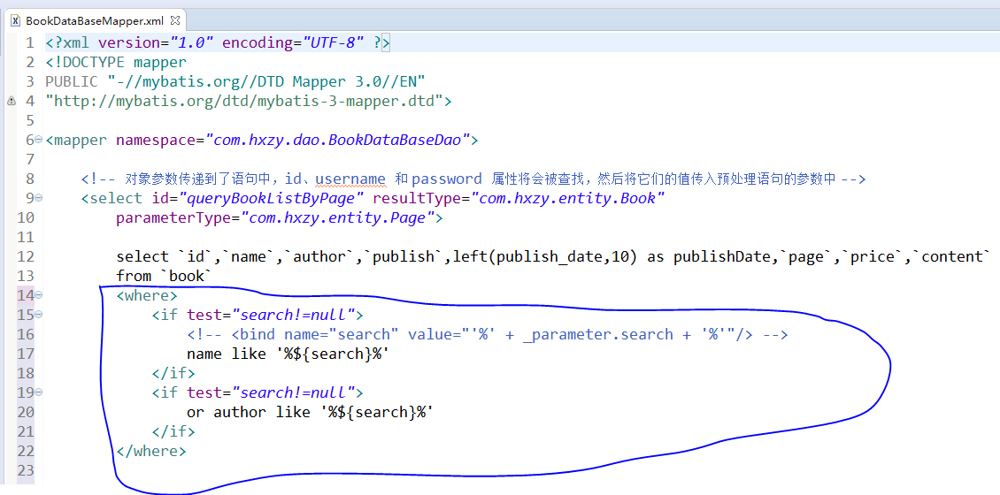 BookDataBaseMapper.xml
1 <?xml version="1.0" encoding="UTF-8" ?>
2 <!DOCTYPE mapper
3 PUBLIC "-//mybatis.org//DTD Mapper 3.0//EN"
4 "http://mybatis.org/dtd/mybatis-3-mapper.dtd">
5
6 <mapper namespace="com.hxzy.dao.BookDataBaseDao">
7
8 <!-- 对象参数传递到了语句中，id、username 和 password 属性将会被查找，然后将它们的值传入预处理语句的参数中 -->
9 <select id="queryBookListByPage" resultType="com.hxzy.entity.Book"
10 parameterType="com.hxzy.entity.Page">
11
12 select `id`,`name`,`author`,`publish`,left(publish_date,10) as publishDate,`page`,`price`,`content`
13 from `book`
14 <where>
15 <if test="search!=null">
16 <!-- <bind name="search" value="'%' + _parameter.search + '%'"/> -->
17 name like '%${search}%'
18 </if>
19 <if test="search!=null">
20 or author like '%${search}%'
21 </if>
22 </where>
23